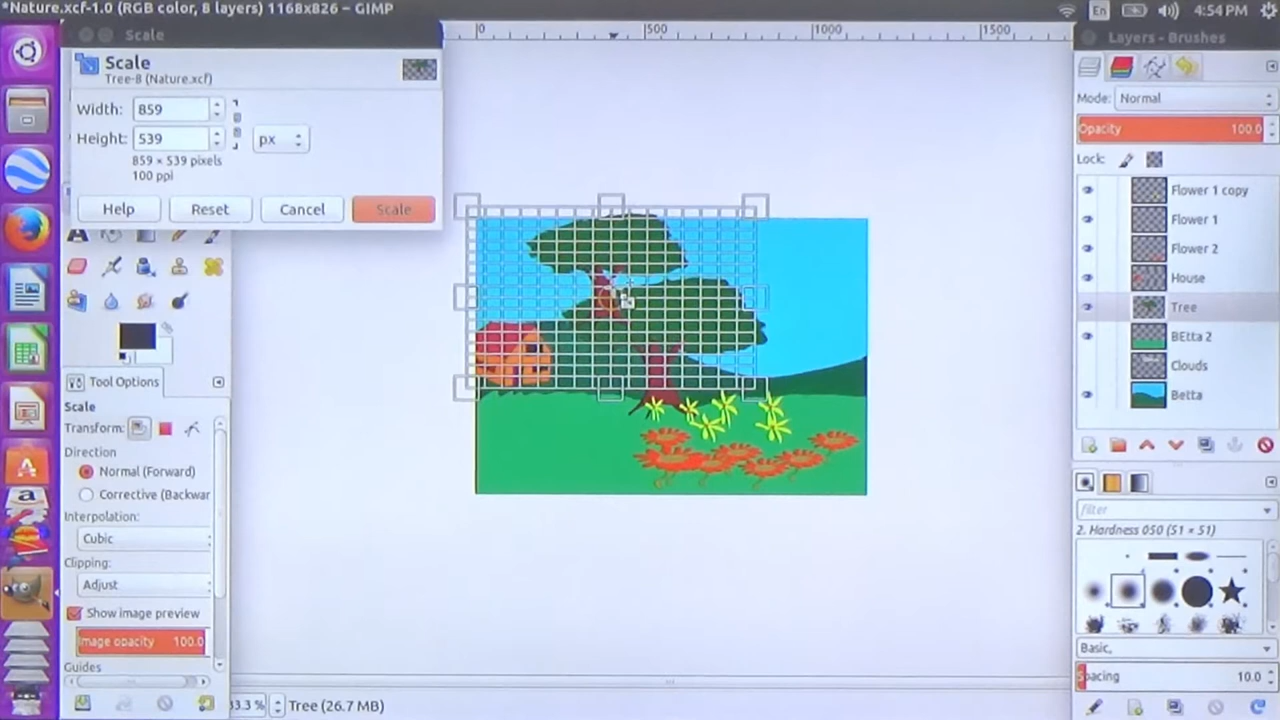 *Nature.xcf-1.0 (RGB color, 8 layers) 1168x826 – GIMP
En
4:54 PM
Scale
Scale
Tree-8 (Nature.xcf)
Width: 859
Height: 539
px
859 × 539 pixels
100 ppi
Help
Reset
Cancel
Scale
0
500
1000
1500
Tool Options
Scale
Transform:
Direction
Normal (Forward)
Corrective (Backwar
Interpolation:
Cubic
Clipping:
Adjust
Show image preview
Image opacity 100.0
Guides
33.3 %
Tree (26.7 MB)
Layers - Brushes
Mode: Normal
Opacity 100.0
Lock:
Flower 1 copy
Flower 1
Flower 2
House
Tree
BEtta 2
Clouds
Betta
filter
2. Hardness 050 (51 × 51)
Basic,
Spacing 10.0